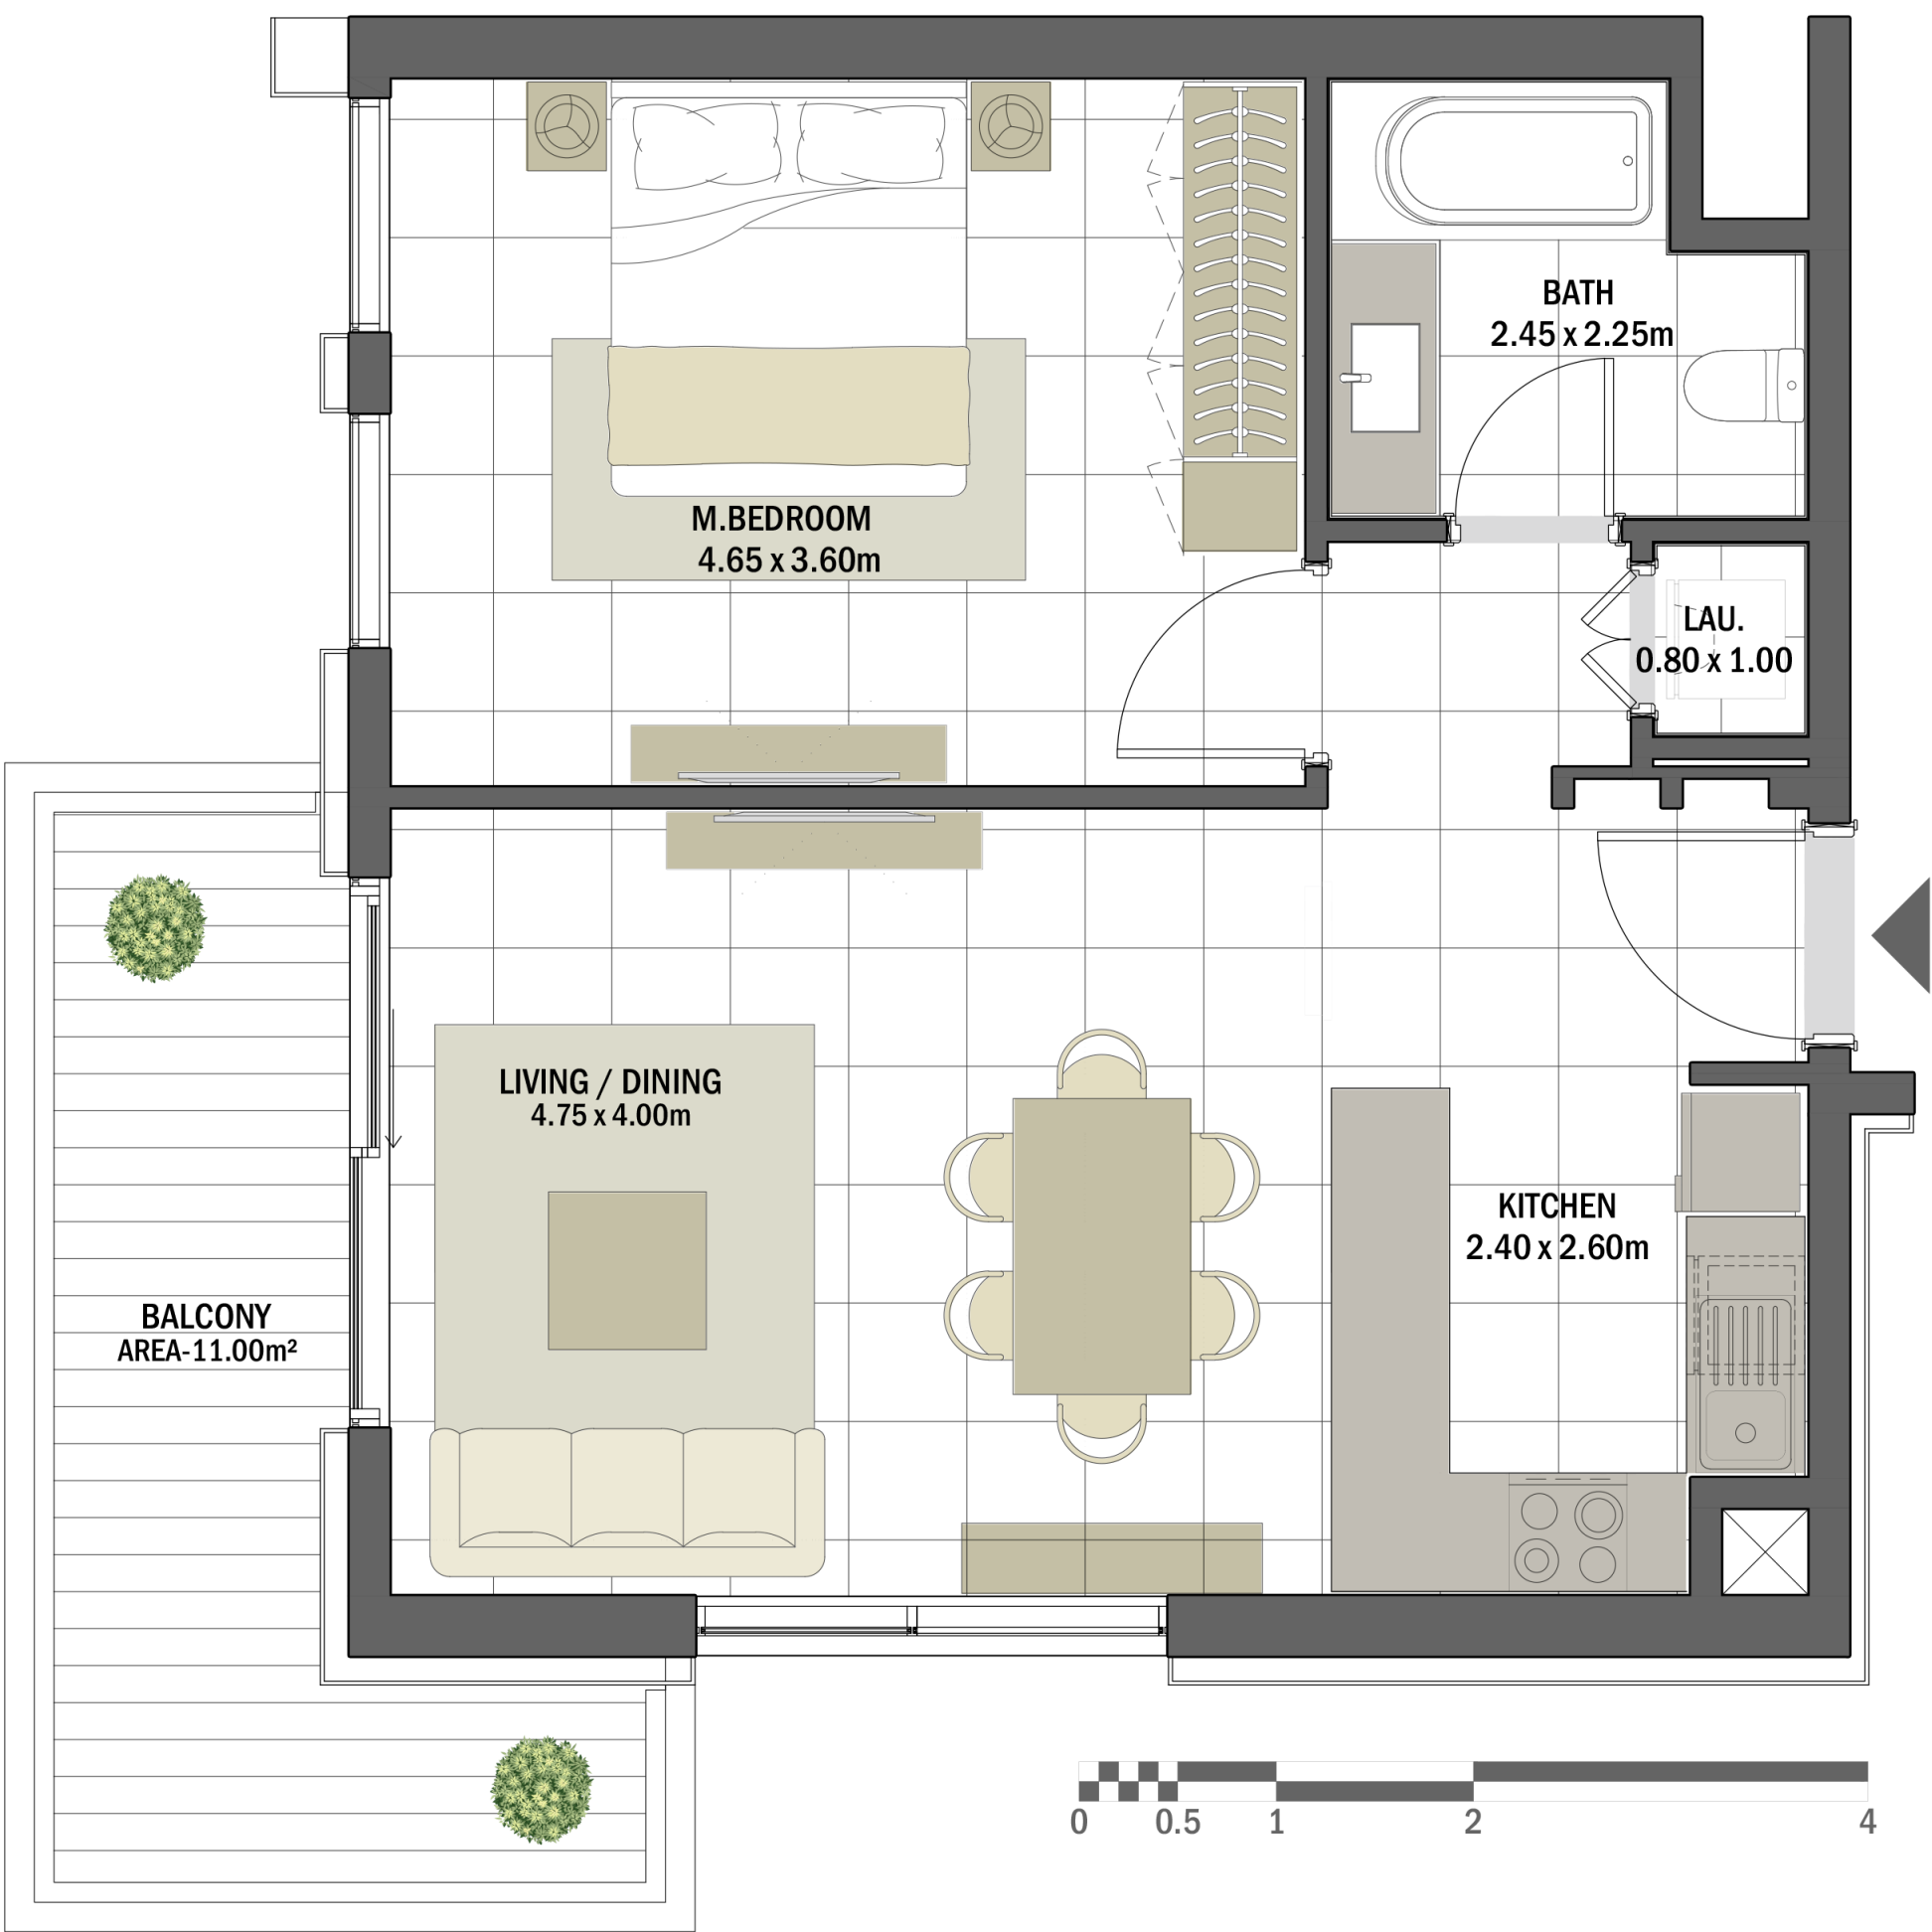 BATH
2.45 x 2.25m
M.BEDROOM
4.65 x 3.60m
LAU.
0.80 x 1.00
LIVING / DINING
4.75 x 4.00m
KITCHEN
2.40 x 2.60m
BALCONY
AREA-11.00m²
0 0.5 1 2 4